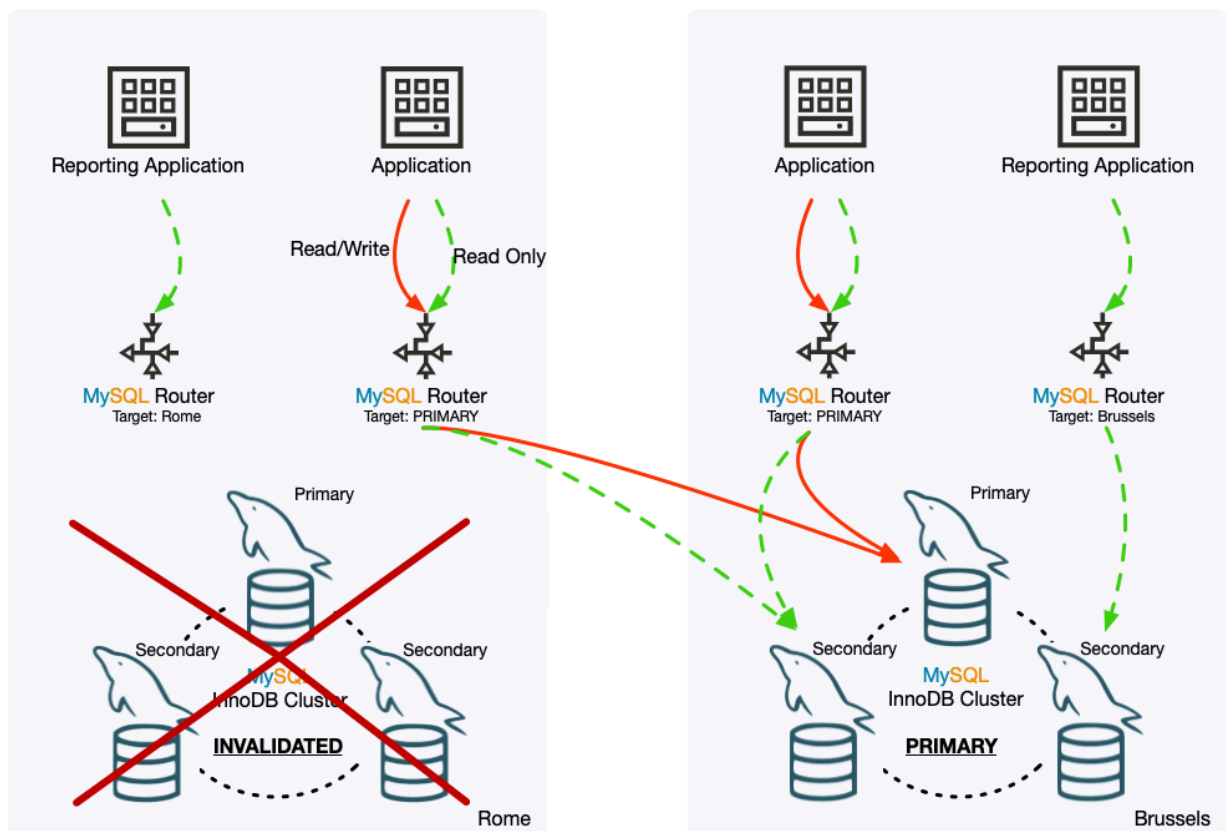 Reporting Application
Application
Application
Reporting Application
Read/Write
Read Only
MySQL Router
Target: Rome
MySQL Router
Target: PRIMARY
MySQL Router
Target: PRIMARY
MySQL Router
Target: Brussels
Primary
Secondary
Secondary
MySQL
InnoDB Cluster
INVALIDATED
Rome
Primary
Secondary
Secondary
MySQL
InnoDB Cluster
PRIMARY
Brussels